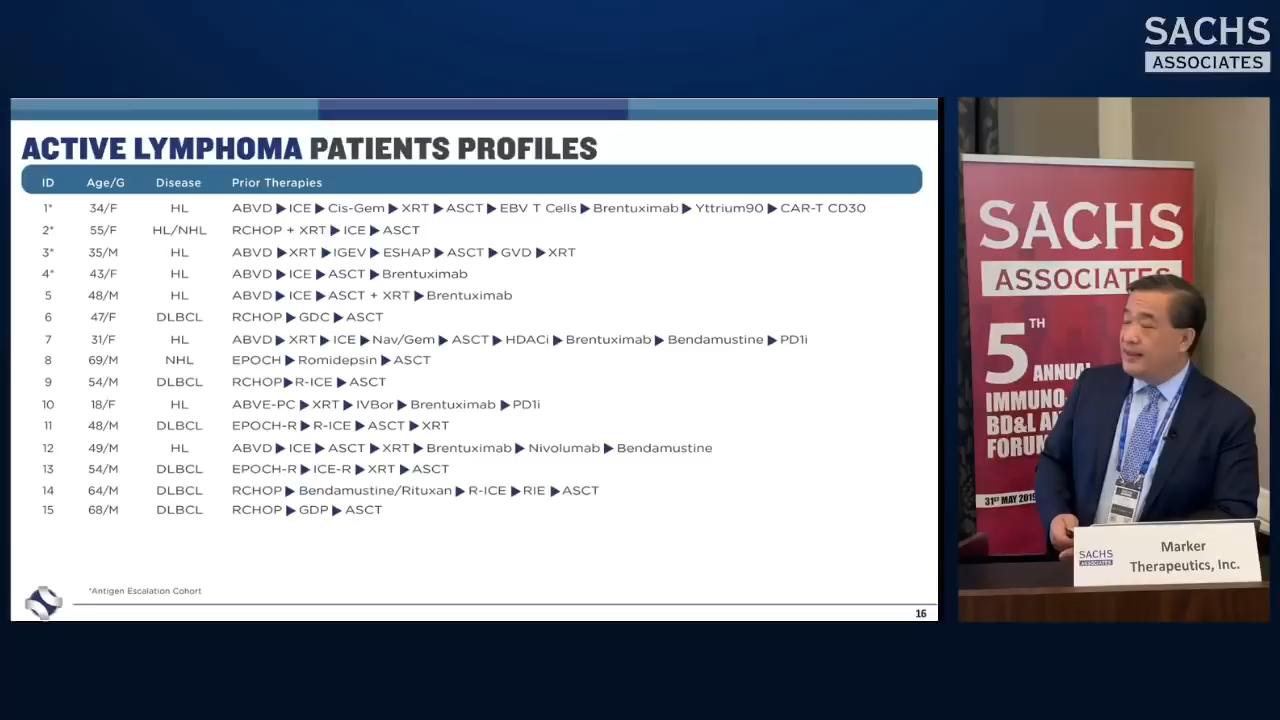 SACHS
ASSOCIATES
ACTIVE LYMPHOMA PATIENTS PROFILES
ID Age/G Disease Prior Therapies
1* 34/F HL ABVD ▶ ICE ▶ Cis-Gem ▶ XRT ▶ ASCT ▶ EBV T Cells ▶ Brentuximab ▶ Yttrium90 ▶ CAR-T CD30
2* 55/F HL/NHL RCHOP + XRT ▶ ICE ▶ ASCT
3* 35/M HL ABVD ▶ XRT ▶ IGEV ▶ ESHAP ▶ ASCT ▶ GVD ▶ XRT
4* 43/F HL ABVD ▶ ICE ▶ ASCT ▶ Brentuximab
5 48/M HL ABVD ▶ ICE ▶ ASCT + XRT ▶ Brentuximab
6 47/F DLBCL RCHOP ▶ GDC ▶ ASCT
7 31/F HL ABVD ▶ XRT ▶ ICE ▶ Nav/Gem ▶ ASCT ▶ HDACi ▶ Brentuximab ▶ Bendamustine ▶ PD1i
8 69/M NHL EPOCH ▶ Romidepsin ▶ ASCT
9 54/M DLBCL RCHOP ▶ R-ICE ▶ ASCT
10 18/F HL ABVE-PC ▶ XRT ▶ IVBor ▶ Brentuximab ▶ PD1i
11 48/M DLBCL EPOCH-R ▶ R-ICE ▶ ASCT ▶ XRT
12 49/M HL ABVD ▶ ICE ▶ ASCT ▶ XRT ▶ Brentuximab ▶ Nivolumab ▶ Bendamustine
13 54/M DLBCL EPOCH-R ▶ ICE-R ▶ XRT ▶ ASCT
14 64/M DLBCL RCHOP ▶ Bendamustine/Rituxan ▶ R-ICE ▶ RIE ▶ ASCT
15 68/M DLBCL RCHOP ▶ GDP ▶ ASCT
*Antigen Escalation Cohort
16
SACHS
ASSOCIATES
5TH ANNUAL
IMMUNO-
BD&L
FORUM
31ST MAY 2019
SACHS
ASSOCIATES
Marker
Therapeutics, Inc.